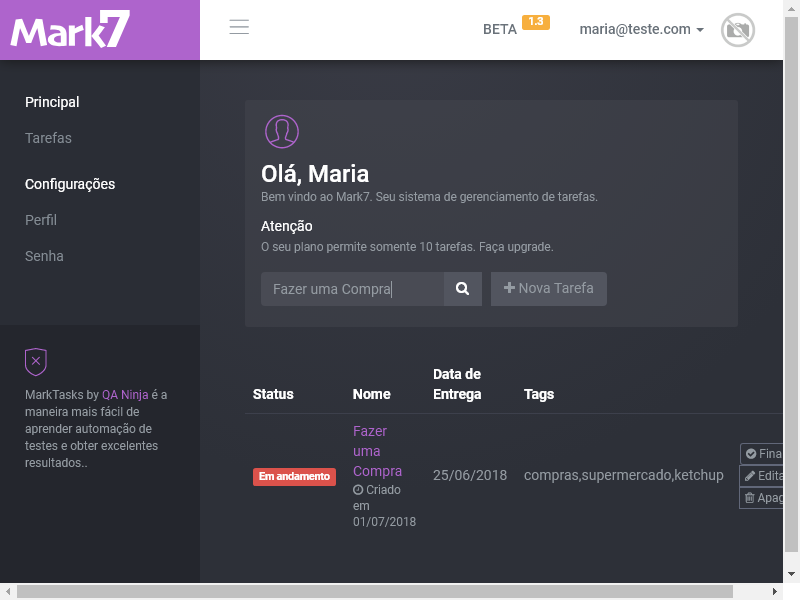 Mark7
BETA 1.3
maria@teste.com
Principal
Tarefas
Configurações
Perfil
Senha
MarkTasks by QA Ninja é a
maneira mais fácil de
aprender automação de
testes e obter excelentes
resultados..
Olá, Maria
Bem vindo ao Mark7. Seu sistema de gerenciamento de tarefas.
Atenção
O seu plano permite somente 10 tarefas. Faça upgrade.
Fazer uma Compra
Nova Tarefa
Status Nome Data de
Entrega Tags
Em andamento
Fazer
uma
Compra
Criado
em
01/07/2018
25/06/2018
compras,supermercado,ketchup
Fina
Edita
Apag